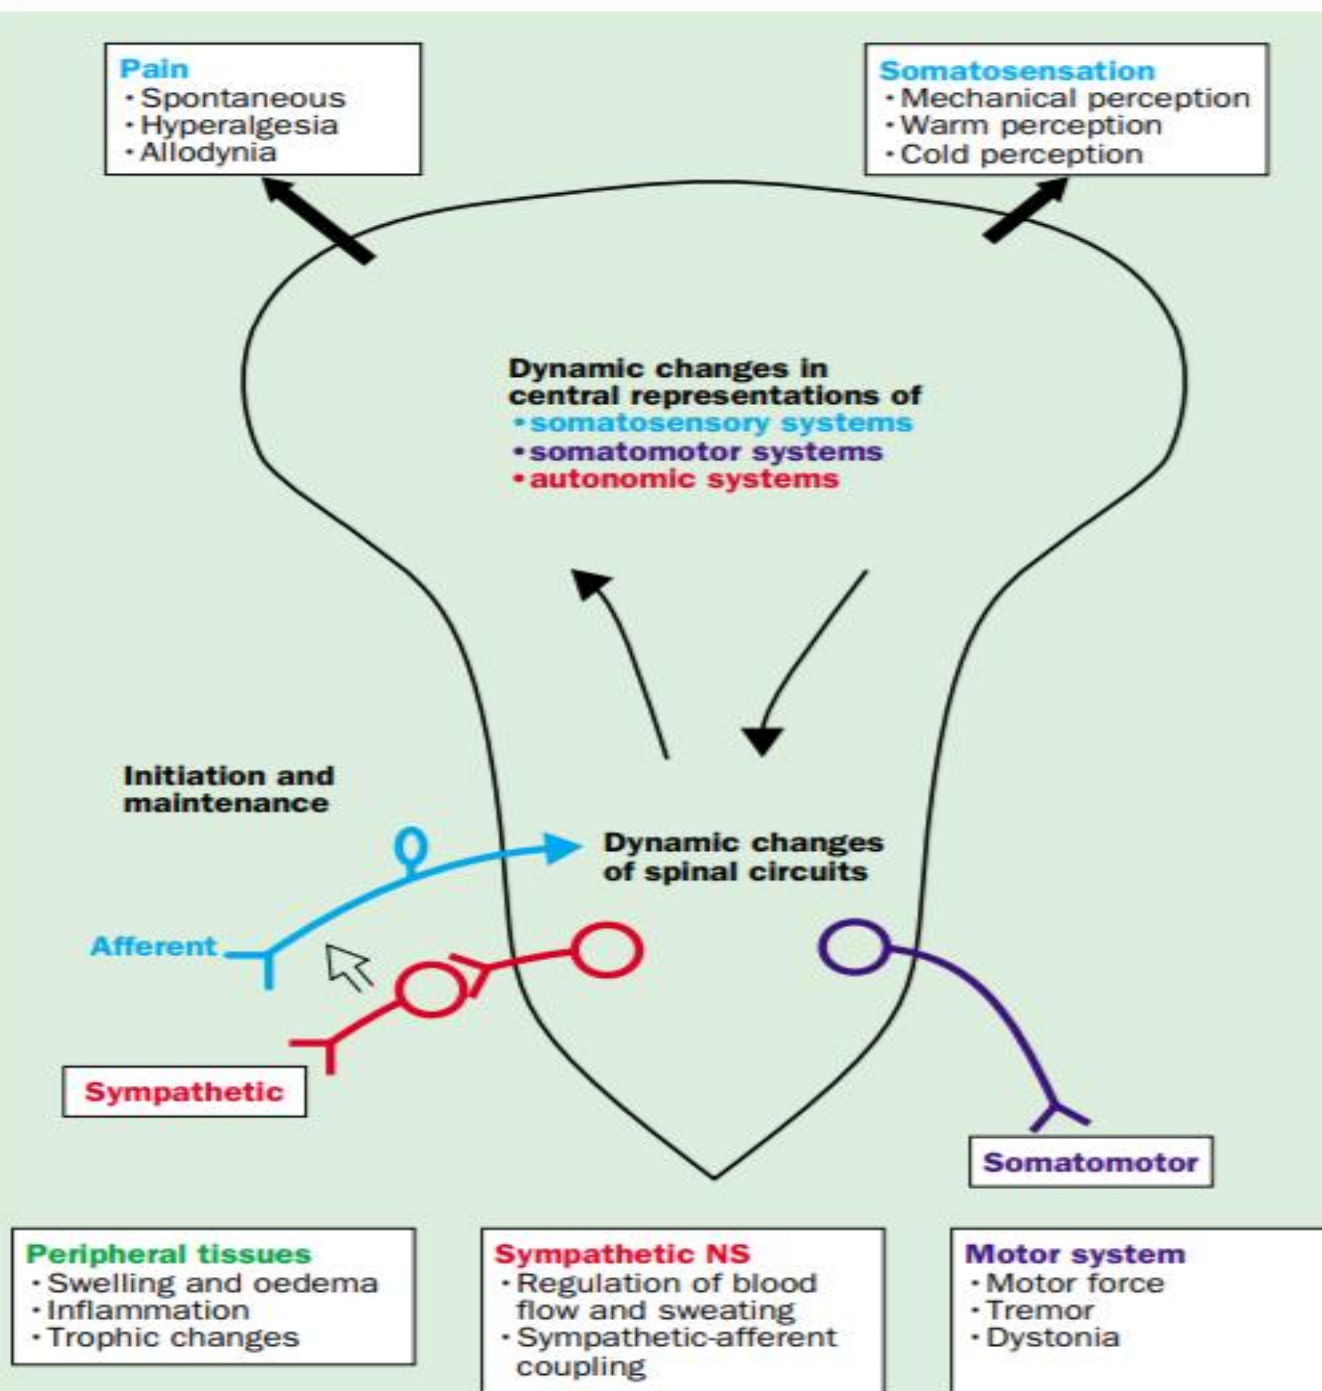 Pain
· Spontaneous
· Hyperalgesia
· Allodynia
Somatosensation
· Mechanical perception
· Warm perception
· Cold perception
Dynamic changes in
central representations of
• somatosensory systems
• somatomotor systems
• autonomic systems
Initiation and
maintenance
Dynamic changes
of spinal circuits
Afferent
Sympathetic
Somatomotor
Peripheral tissues
· Swelling and oedema
· Inflammation
· Trophic changes
Sympathetic NS
· Regulation of blood
flow and sweating
· Sympathetic-afferent
coupling
Motor system
· Motor force
· Tremor
· Dystonia